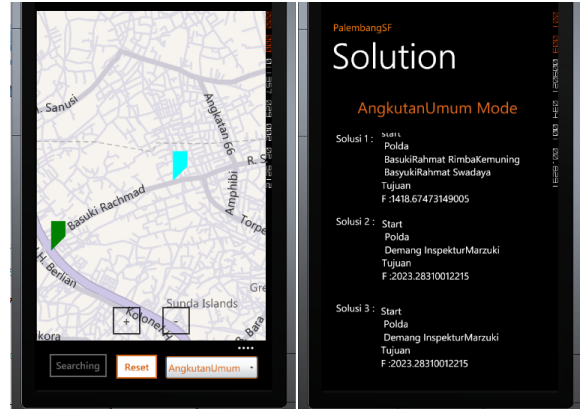 . Sanusi
Angkatan 66
R. S
Basuki Rachmad
Amphibi
Torpe
H. Berlian
Sunda Islands
Gre
Kolonel H
B. Bara
kora
+
-
Searching
Reset
AngkutanUmum
PalembangSF
Solution
AngkutanUmum Mode
Solusi 1 :
Start
Polda
BasukiRahmat RimbaKemuning
BasyukiRahmat Swadaya
Tujuan
F :1418.67473149005
Solusi 2 :
Start
Polda
Demang InspekturMarzuki
Tujuan
F :2023.28310012215
Solusi 3 :
Start
Polda
Demang InspekturMarzuki
Tujuan
F :2023.28310012215